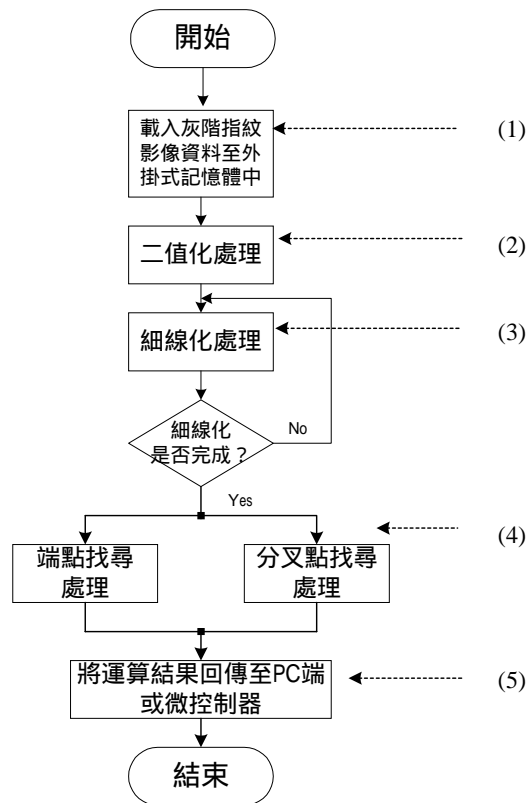 開始
載入灰階指紋
影像資料至外
掛式記憶體中
(1)
二值化處理
(2)
細線化處理
(3)
細線化
是否完成？
No
Yes
(4)
端點找尋
處理
分叉點找尋
處理
將運算結果回傳至PC端
或微控制器
(5)
結束